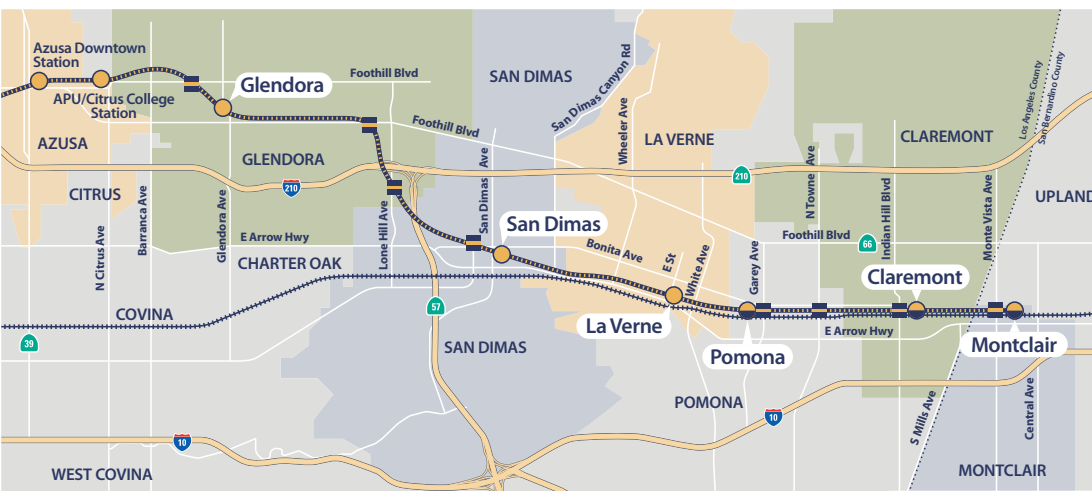 Azusa Downtown
Station
APU/Citrus College
Station
Glendora
Foothill Blvd
SAN DIMAS
San Dimas Canyon Rd
Foothill Blvd
Wheeler Ave
LA VERNE
CLAREMONT
Los Angeles County
San Bernardino County
AZUSA
GLENDORA
210
210
CITRUS
N Citrus Ave
Barranca Ave
Glendora Ave
Lone Hill Ave
San Dimas Ave
N Towne Ave
Indian Hill Blvd
Monte Vista Ave
UPLAND
E Arrow Hwy
San Dimas
Bonita Ave
E St
White Ave
Garey Ave
Foothill Blvd
66
CHARTER OAK
Claremont
COVINA
57
La Verne
E Arrow Hwy
39
SAN DIMAS
Pomona
Montclair
POMONA
10
S Mills Ave
Central Ave
10
WEST COVINA
MONTCLAIR